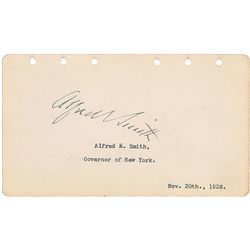 Alfred E Smith
Alfred E. Smith,
Governor of New York.
Nov. 20th., 1928.